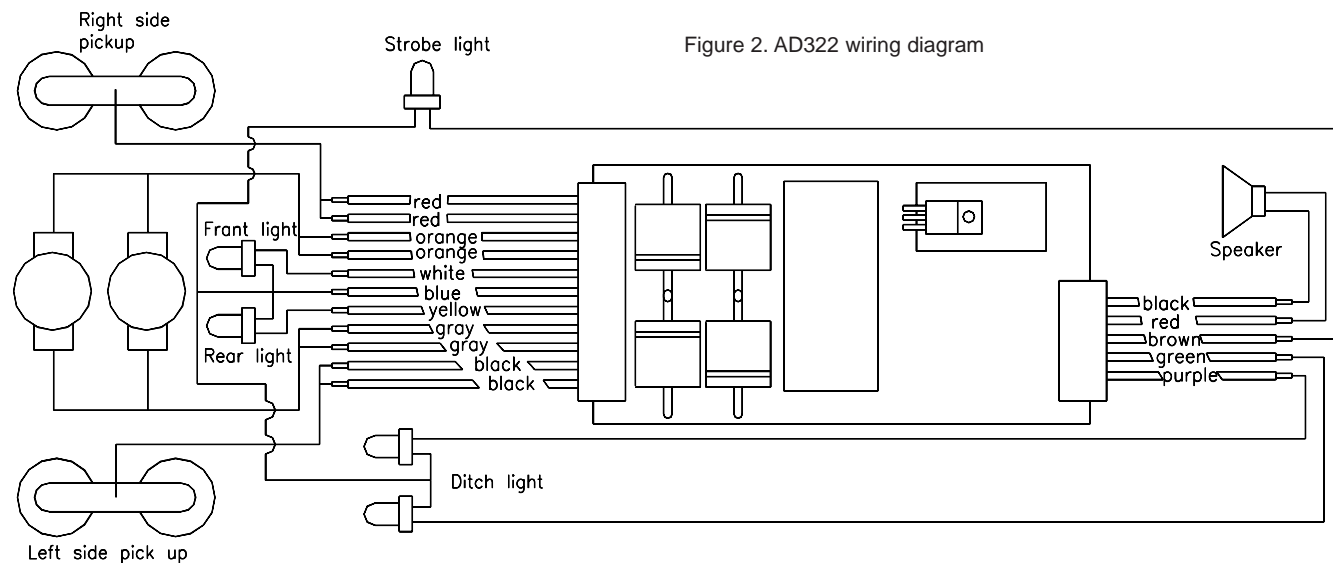 Right side
pickup
Strobe light
Figure 2. AD322 wiring diagram
red
red
Frant light
orange
orange
white
blue
yellow
Rear light
gray
gray
black
black
Speaker
black
red
brown
green
purple
Ditch light
Left side pick up